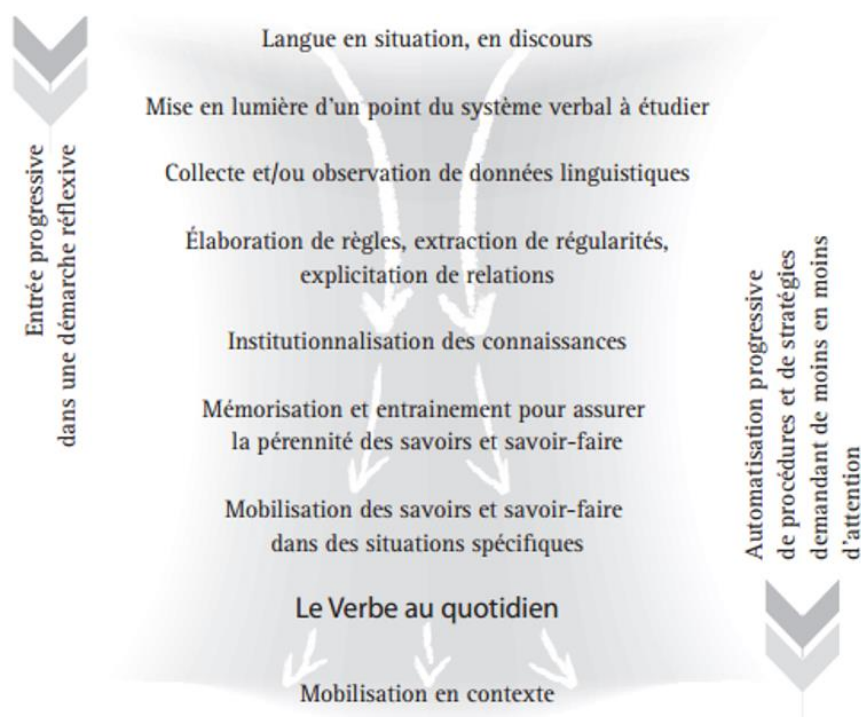 Langue en situation, en discours
Mise en lumière d'un point du système verbal à étudier
Collecte et/ou observation de données linguistiques
Élaboration de règles, extraction de régularités,
explicitation de relations
Institutionnalisation des connaissances
Mémorisation et entrainement pour assurer
la pérennité des savoirs et savoir-faire
Mobilisation des savoirs et savoir-faire
dans des situations spécifiques
Le Verbe au quotidien
Mobilisation en contexte
Entrée progressive
dans une démarche réflexive
Automatisation progressive
de procédures et de stratégies
demandant de moins en moins
d'attention